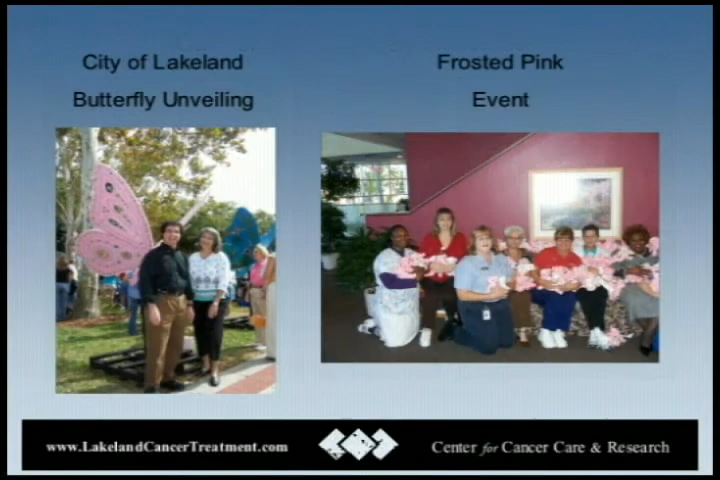 City of Lakeland
Butterfly Unveiling
Frosted Pink
Event
www.LakelandCancerTreatment.com
Center for Cancer Care & Research